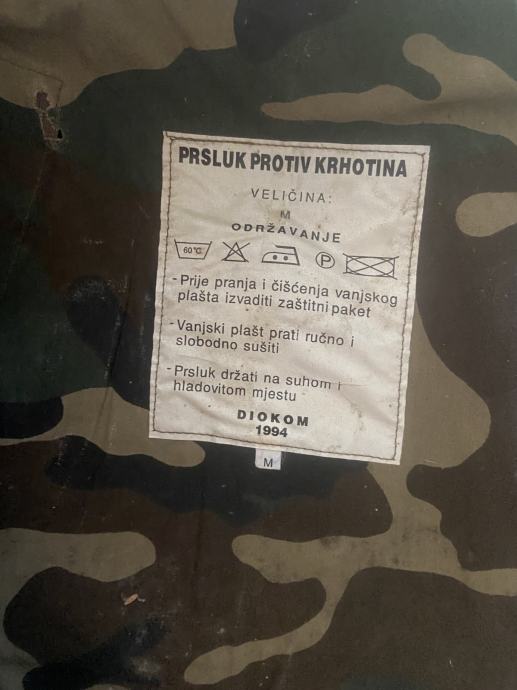 PRSLUK PROTIV KRHOTINA
VELIČINA:
M
ODRŽAVANJE
60°C
P
- Prije pranja i čišćenja vanjskog
plašta izvaditi zaštitni paket
- Vanjski plašt prati ručno i
slobodno sušiti
- Prsluk držati na suhom i
hladovitom mjestu
DIOKOM
1994
M